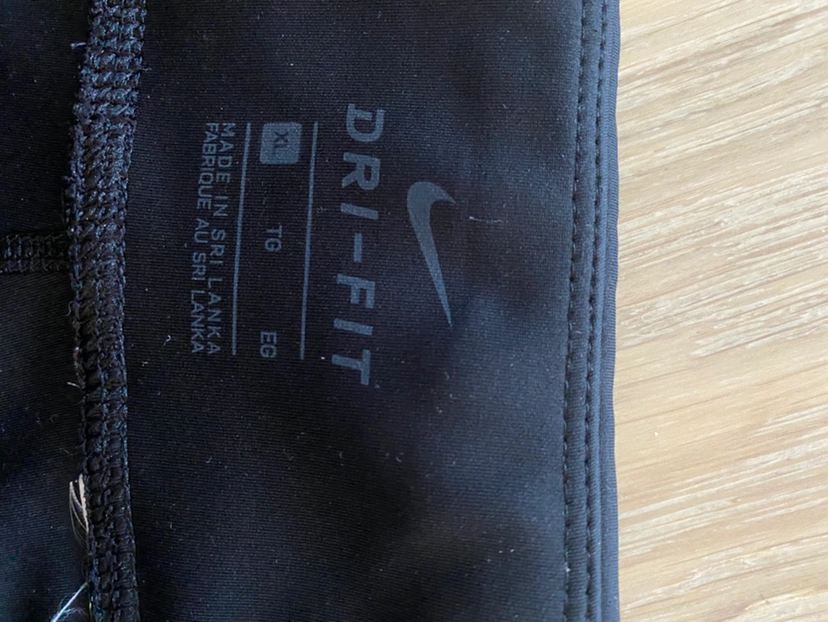 DRI-FIT
XL TG EG
MADE IN SRI LANKA
FABRIQUE AU SRI LANKA